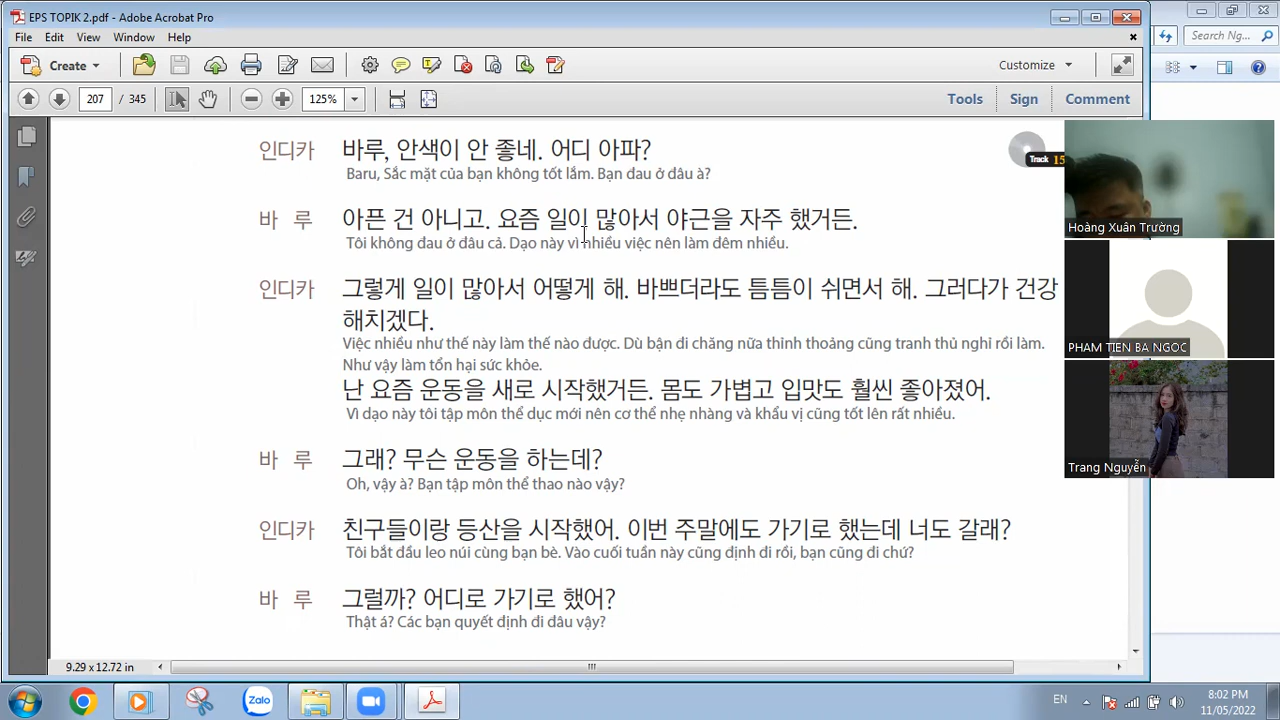 EPS TOPIK 2.pdf - Adobe Acrobat Pro
File Edit View Window Help
Search Ng...
Create
Customize
207 / 345
125%
Tools Sign Comment
인디카 바루, 안색이 안 좋네. 어디 아파?
Baru, Sắc mặt của bạn không tốt lắm. Bạn đau ở đâu à?
Track 15
바 루 아픈 건 아니고. 요즘 일이 많아서 야근을 자주 했거든.
Tôi không đau ở đâu cả. Dạo này vì nhiều việc nên làm đêm nhiều.
Hoàng Xuân Trường
인디카 그렇게 일이 많아서 어떻게 해. 바쁘더라도 틈틈이 쉬면서 해. 그러다가 건강
해치겠다.
Việc nhiều như thế này làm thế nào được. Dù bận đi chăng nữa thỉnh thoảng cũng tranh thủ nghỉ rồi làm.
Như vậy làm tổn hại sức khỏe.
PHAM TIEN BA NGOC
난 요즘 운동을 새로 시작했거든. 몸도 가볍고 입맛도 훨씬 좋아졌어.
Vì dạo này tôi tập môn thể dục mới nên cơ thể nhẹ nhàng và khẩu vị cũng tốt lên rất nhiều.
바 루 그래? 무슨 운동을 하는데?
Oh, vậy à? Bạn tập môn thể thao nào vậy?
Trang Nguyễn
인디카 친구들이랑 등산을 시작했어. 이번 주말에도 가기로 했는데 너도 갈래?
Tôi bắt đầu leo núi cùng bạn bè. Vào cuối tuần này cũng định đi rồi, bạn cũng đi chứ?
바 루 그럴까? 어디로 가기로 했어?
Thật á? Các bạn quyết định đi đâu vậy?
9.29 x 12.72 in
Zalo
EN
8:02 PM
11/05/2022